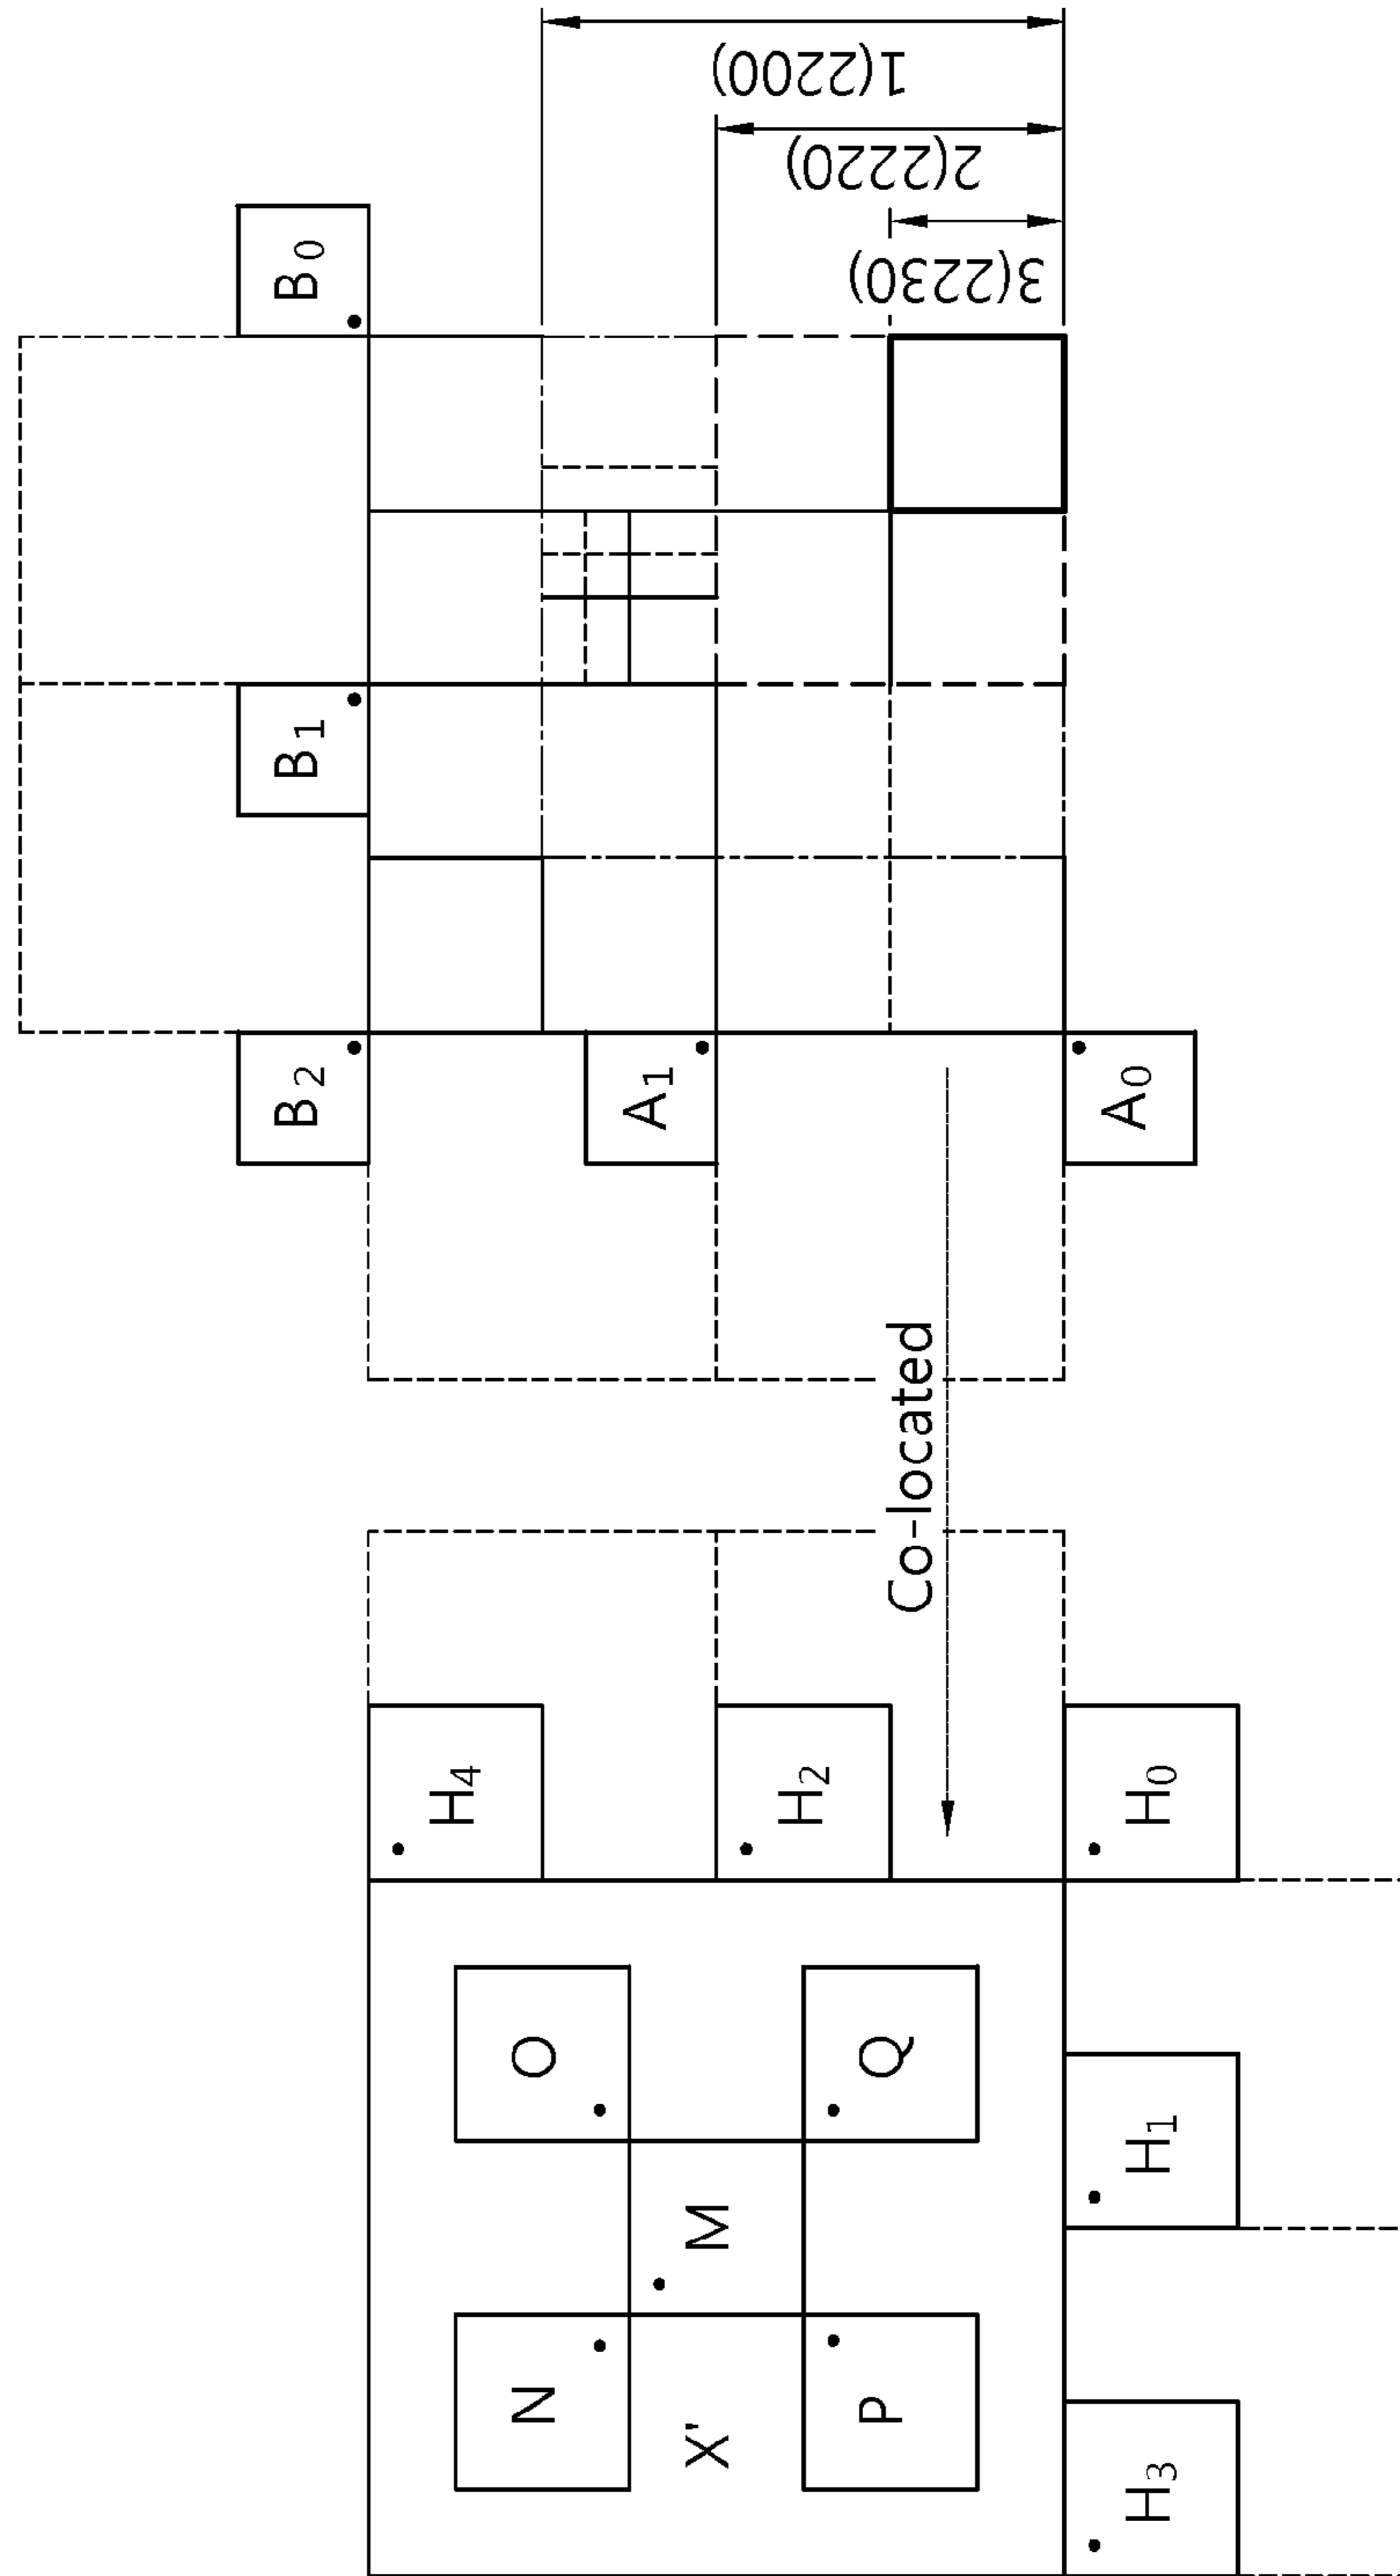 1(2200)
2(2220)
3(2230)
B0
B1
B2
A1
A0
Co-located
H4
H2
H0
O
Q
M
H1
N
P
X'
H3